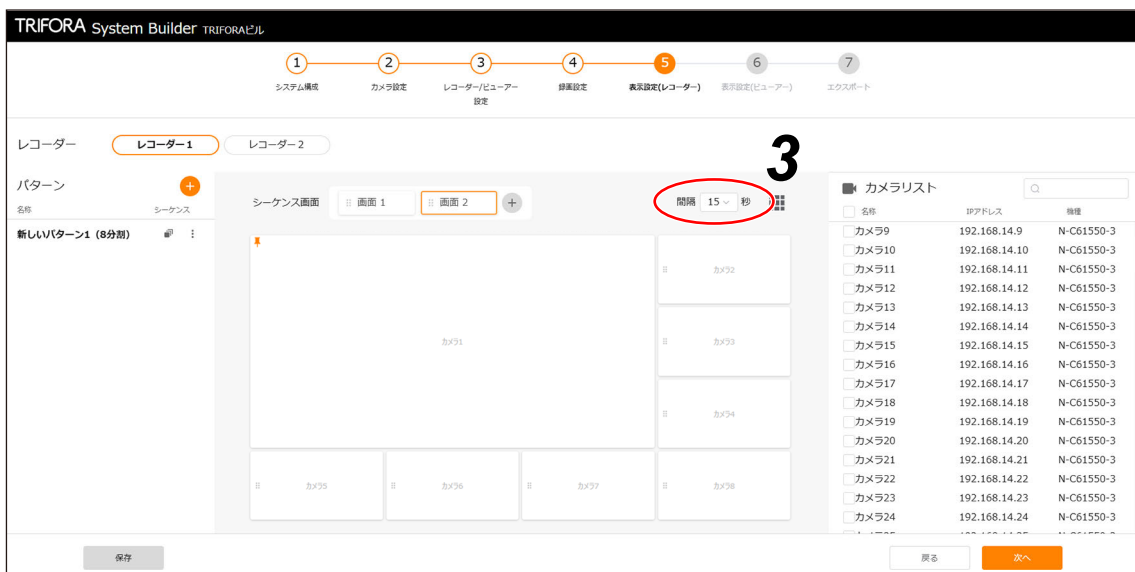 TRIFORA System Builder TRIFORAビル
1 2 3 4 5 6 7
システム構成 カメラ設定 レコーダー/ビューアー設定 録画設定 表示設定(レコーダー) 表示設定(ビューアー) エクスポート
レコーダー レコーダー1 レコーダー2
3
パターン +
名称 シーケンス
新しいパターン1（8分割）
シーケンス画面 画面 1 画面 2 +
間隔 15 秒
カメラ1
カメラ2
カメラ3
カメラ4
カメラ5 カメラ6 カメラ7 カメラ8
カメラリスト
名称 IPアドレス 機種
カメラ9 192.168.14.9 N-C61550-3
カメラ10 192.168.14.10 N-C61550-3
カメラ11 192.168.14.11 N-C61550-3
カメラ12 192.168.14.12 N-C61550-3
カメラ13 192.168.14.13 N-C61550-3
カメラ14 192.168.14.14 N-C61550-3
カメラ15 192.168.14.15 N-C61550-3
カメラ16 192.168.14.16 N-C61550-3
カメラ17 192.168.14.17 N-C61550-3
カメラ18 192.168.14.18 N-C61550-3
カメラ19 192.168.14.19 N-C61550-3
カメラ20 192.168.14.20 N-C61550-3
カメラ21 192.168.14.21 N-C61550-3
カメラ22 192.168.14.22 N-C61550-3
カメラ23 192.168.14.23 N-C61550-3
カメラ24 192.168.14.24 N-C61550-3
保存 戻る 次へ